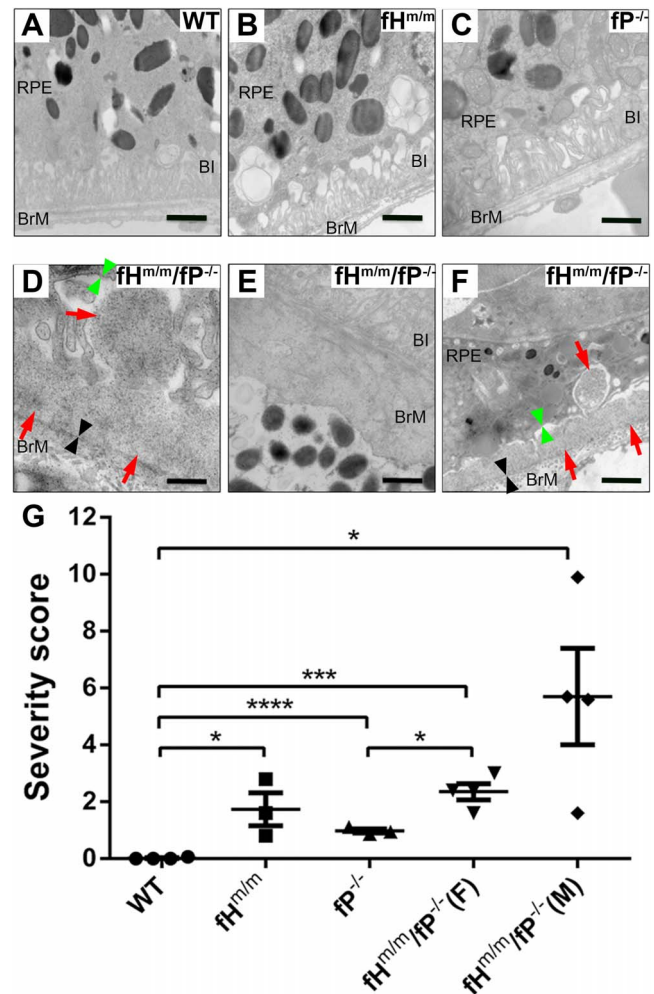 A WT
RPE
BI
BrM
B fH^m/m
RPE
BrM
C fP^-/-
RPE
BI
BrM
D fH^m/m/fP^-/-
BrM
E fH^m/m/fP^-/-
BI
BrM
F fH^m/m/fP^-/-
RPE
BrM
G
Severity score
12
10
8
6
4
2
0
*
***
****
*
*
WT
fH^m/m
fP^-/-
fH^m/m/fP^-/-(F)
fH^m/m/fP^-/-(M)